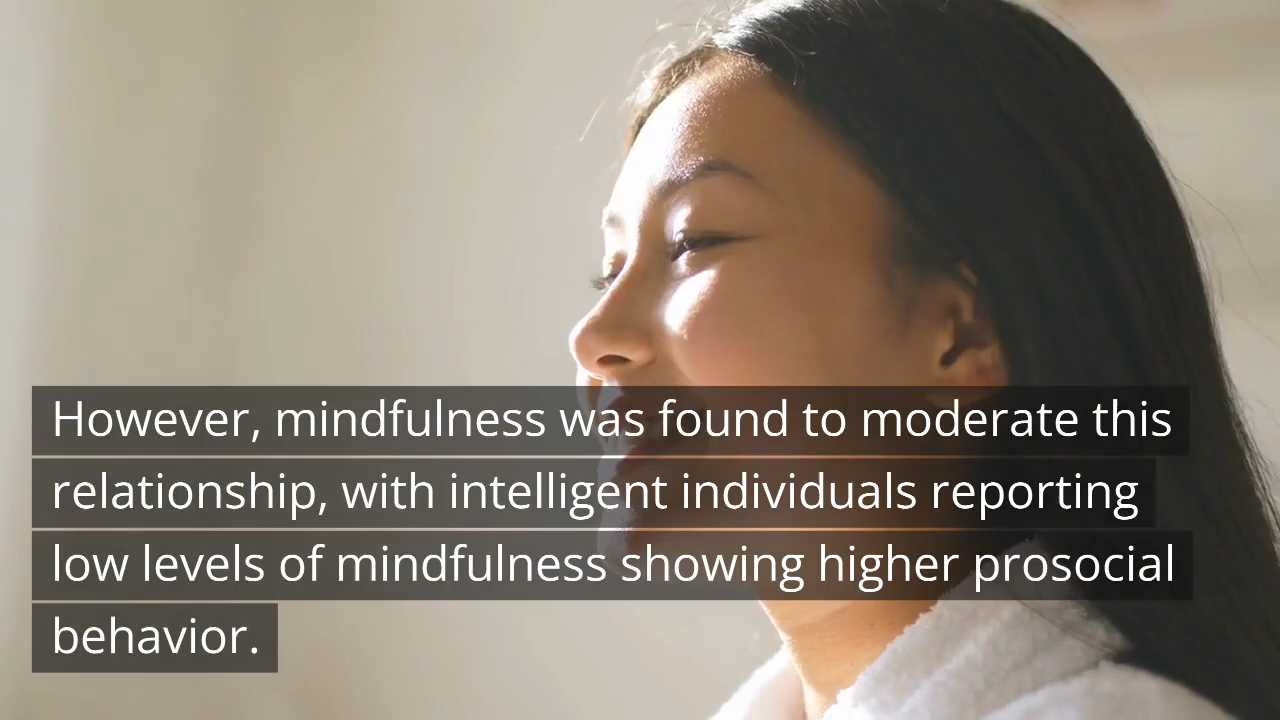 However, mindfulness was found to moderate this
relationship, with intelligent individuals reporting
low levels of mindfulness showing higher prosocial
behavior.